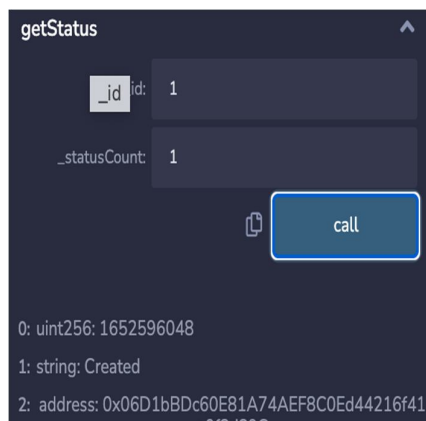 getStatus
_id id: 1
_statusCount: 1
call
0: uint256: 1652596048
1: string: Created
2: address: 0x06D1bBDc60E81A74AEF8C0Ed44216f41